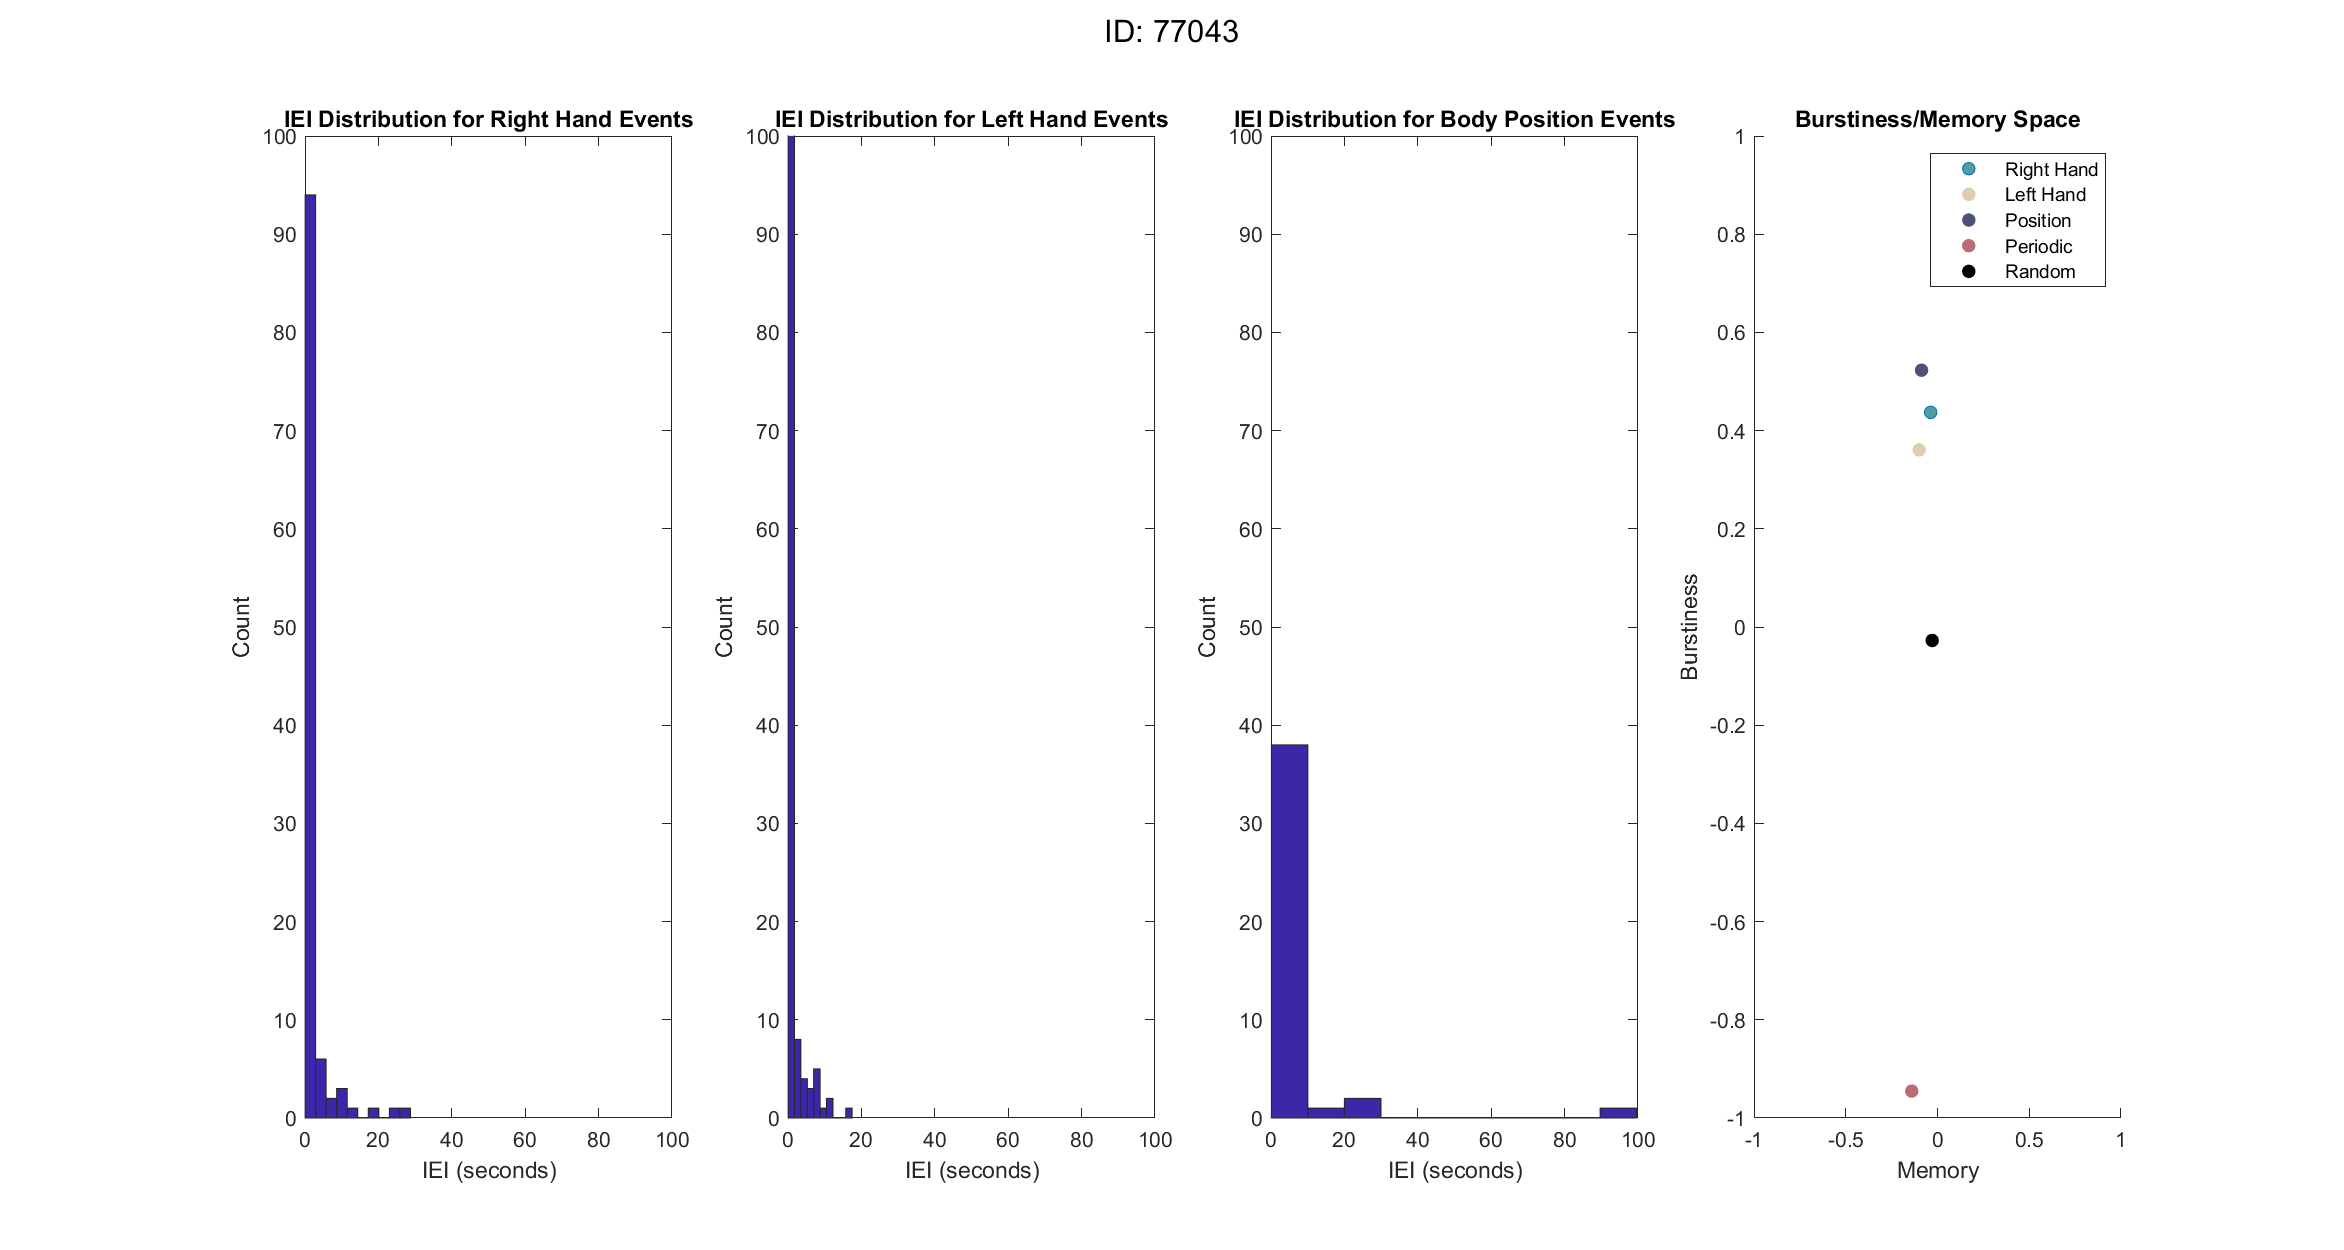 ID: 77043
IEI Distribution for Right Hand Events
100
90
80
70
60
50
40
30
20
10
0
Count
0 20 40 60 80 100
IEI (seconds)
IEI Distribution for Left Hand Events
100
90
80
70
60
50
40
30
20
10
0
Count
0 20 40 60 80 100
IEI (seconds)
IEI Distribution for Body Position Events
100
90
80
70
60
50
40
30
20
10
0
Count
0 20 40 60 80 100
IEI (seconds)
Burstiness/Memory Space
1
0.8
0.6
0.4
0.2
0
-0.2
-0.4
-0.6
-0.8
-1
Burstiness
-1 -0.5 0 0.5 1
Memory
Right Hand
Left Hand
Position
Periodic
Random